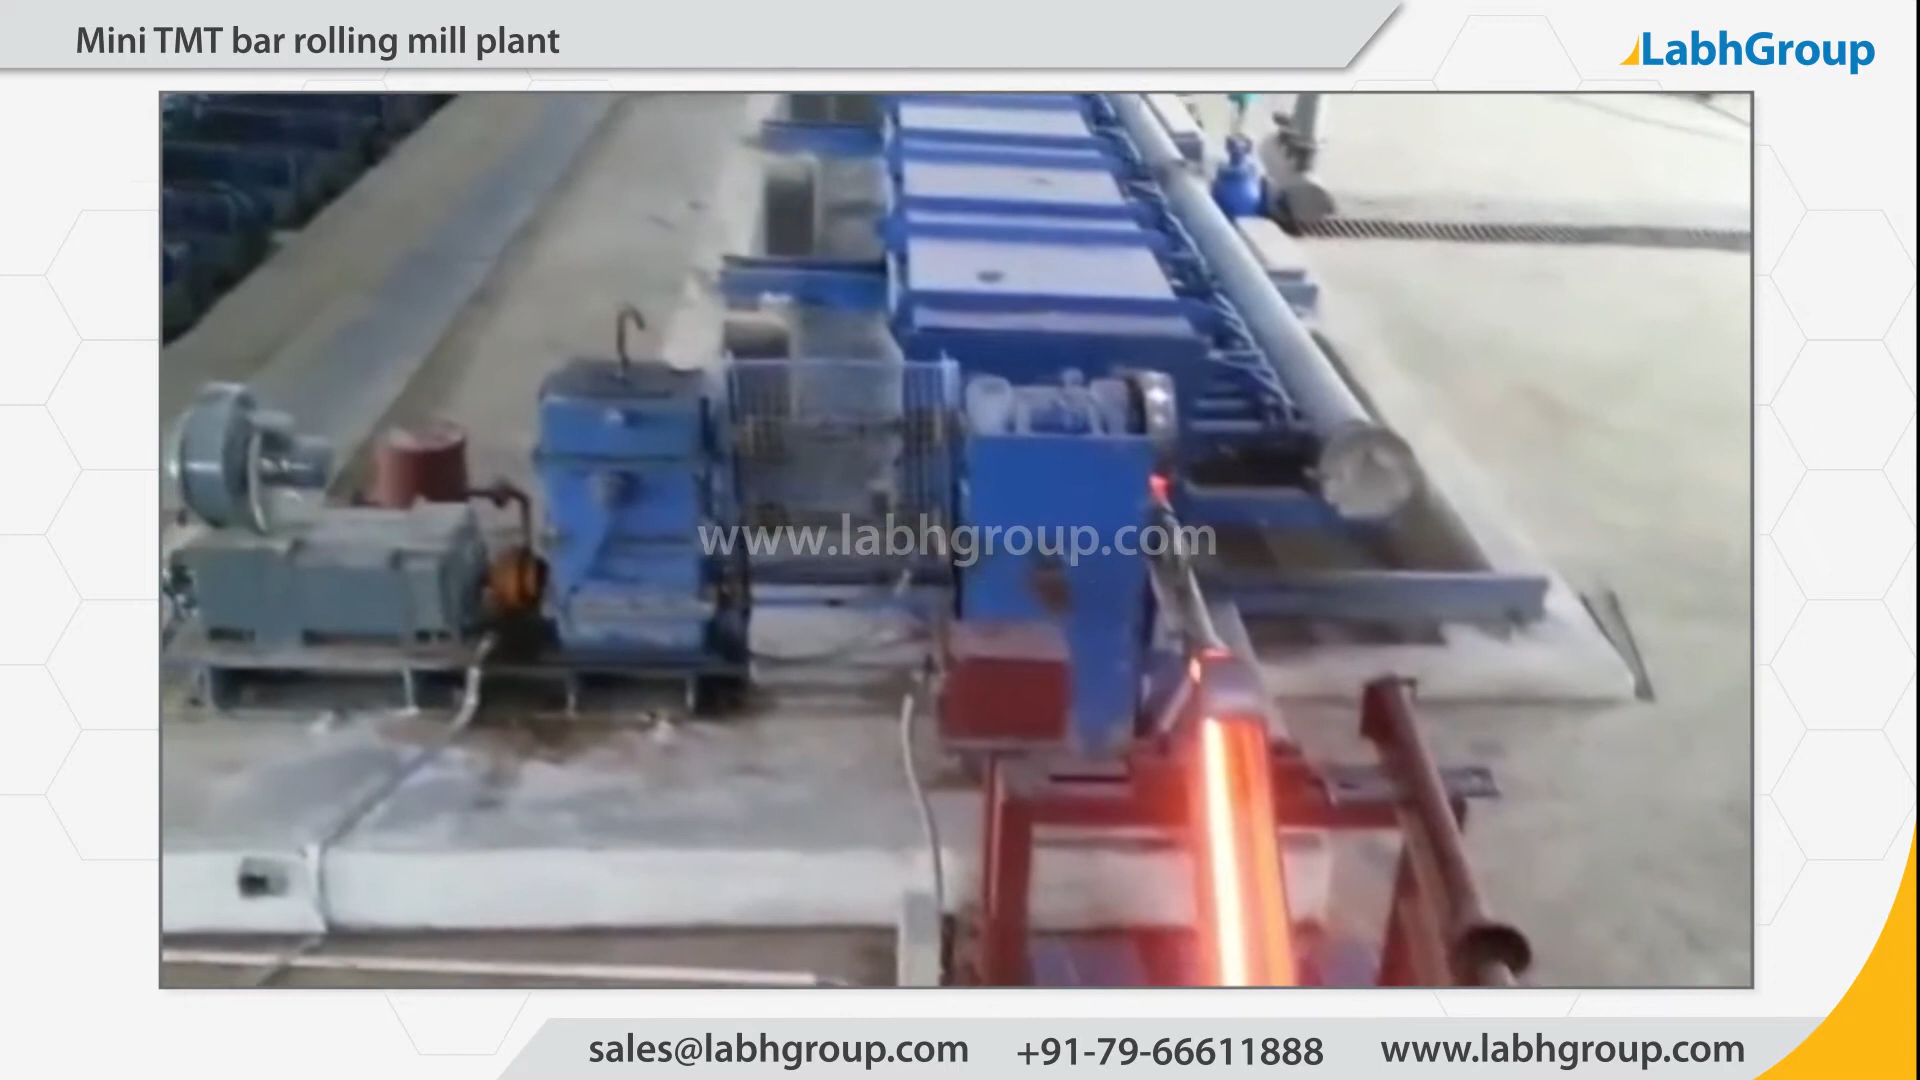 Mini TMT bar rolling mill plant
LabhGroup
www.labhgroup.com
sales@labhgroup.com +91-79-66611888 www.labhgroup.com